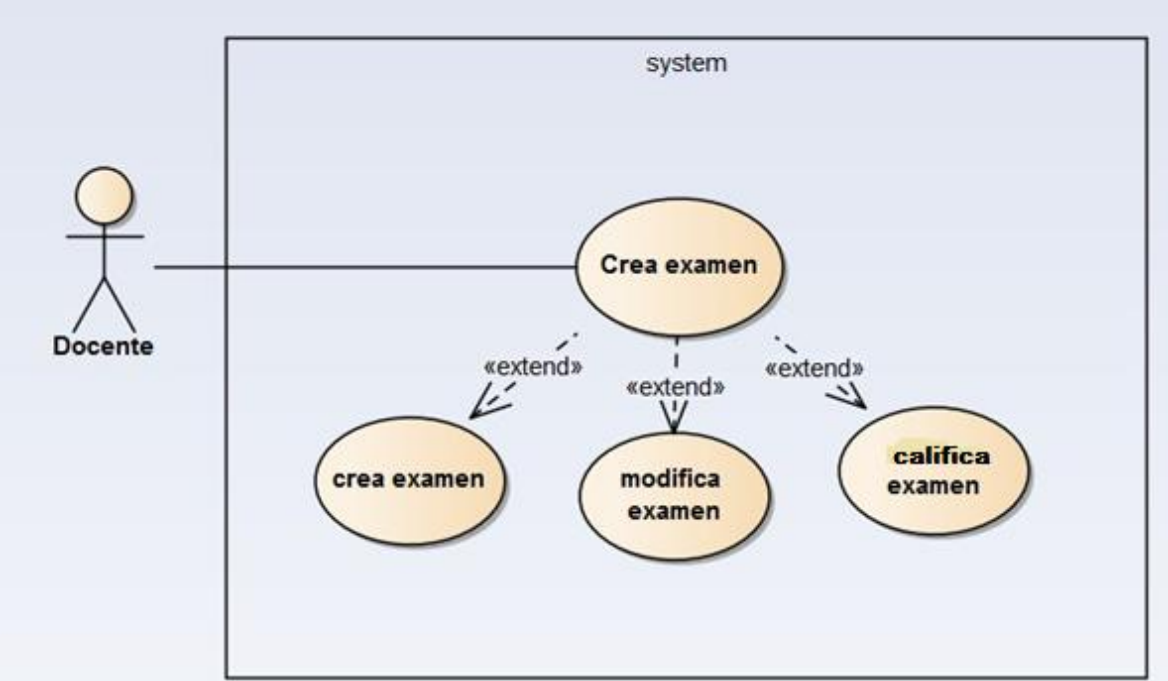 system
Crea examen
Docente
«extend»
«extend»
«extend»
crea examen
modifica
examen
califica
examen